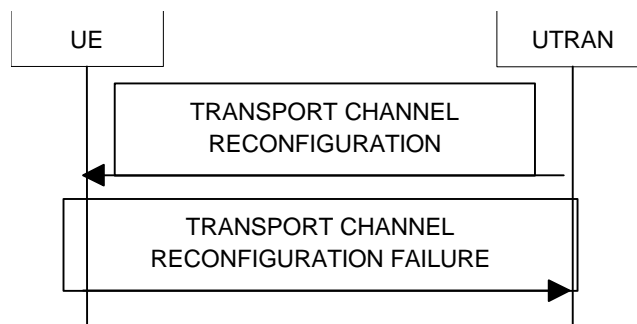 UE
UTRAN
TRANSPORT CHANNEL
RECONFIGURATION
TRANSPORT CHANNEL
RECONFIGURATION FAILURE